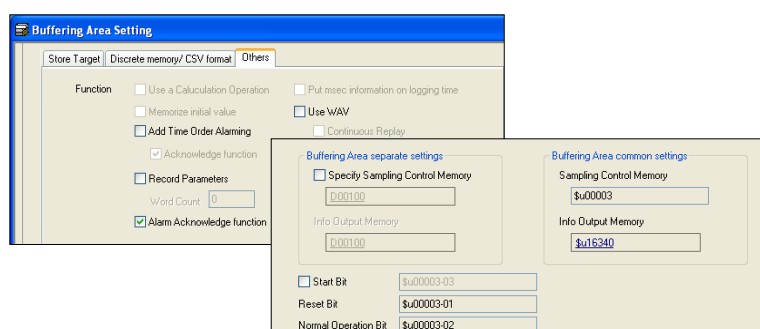 Buffering Area Setting
Store Target Discrete memory/ CSV format Others
Function
Use a Caluculation Operation
Put msec information on logging time
Memorize initial value
Use WAV
Add Time Order Alarming
Continuous Replay
Acknowledge function
Record Parameters
Word Count 0
Alarm Acknowledge function
Buffering Area separate settings
Specify Sampling Control Memory
D00100
Info Output Memory
D00100
Buffering Area common settings
Sampling Control Memory
$u00003
Info Output Memory
$u16340
Start Bit $u00003-03
Reset Bit $u00003-01
Normal Operation Bit $u00003-02